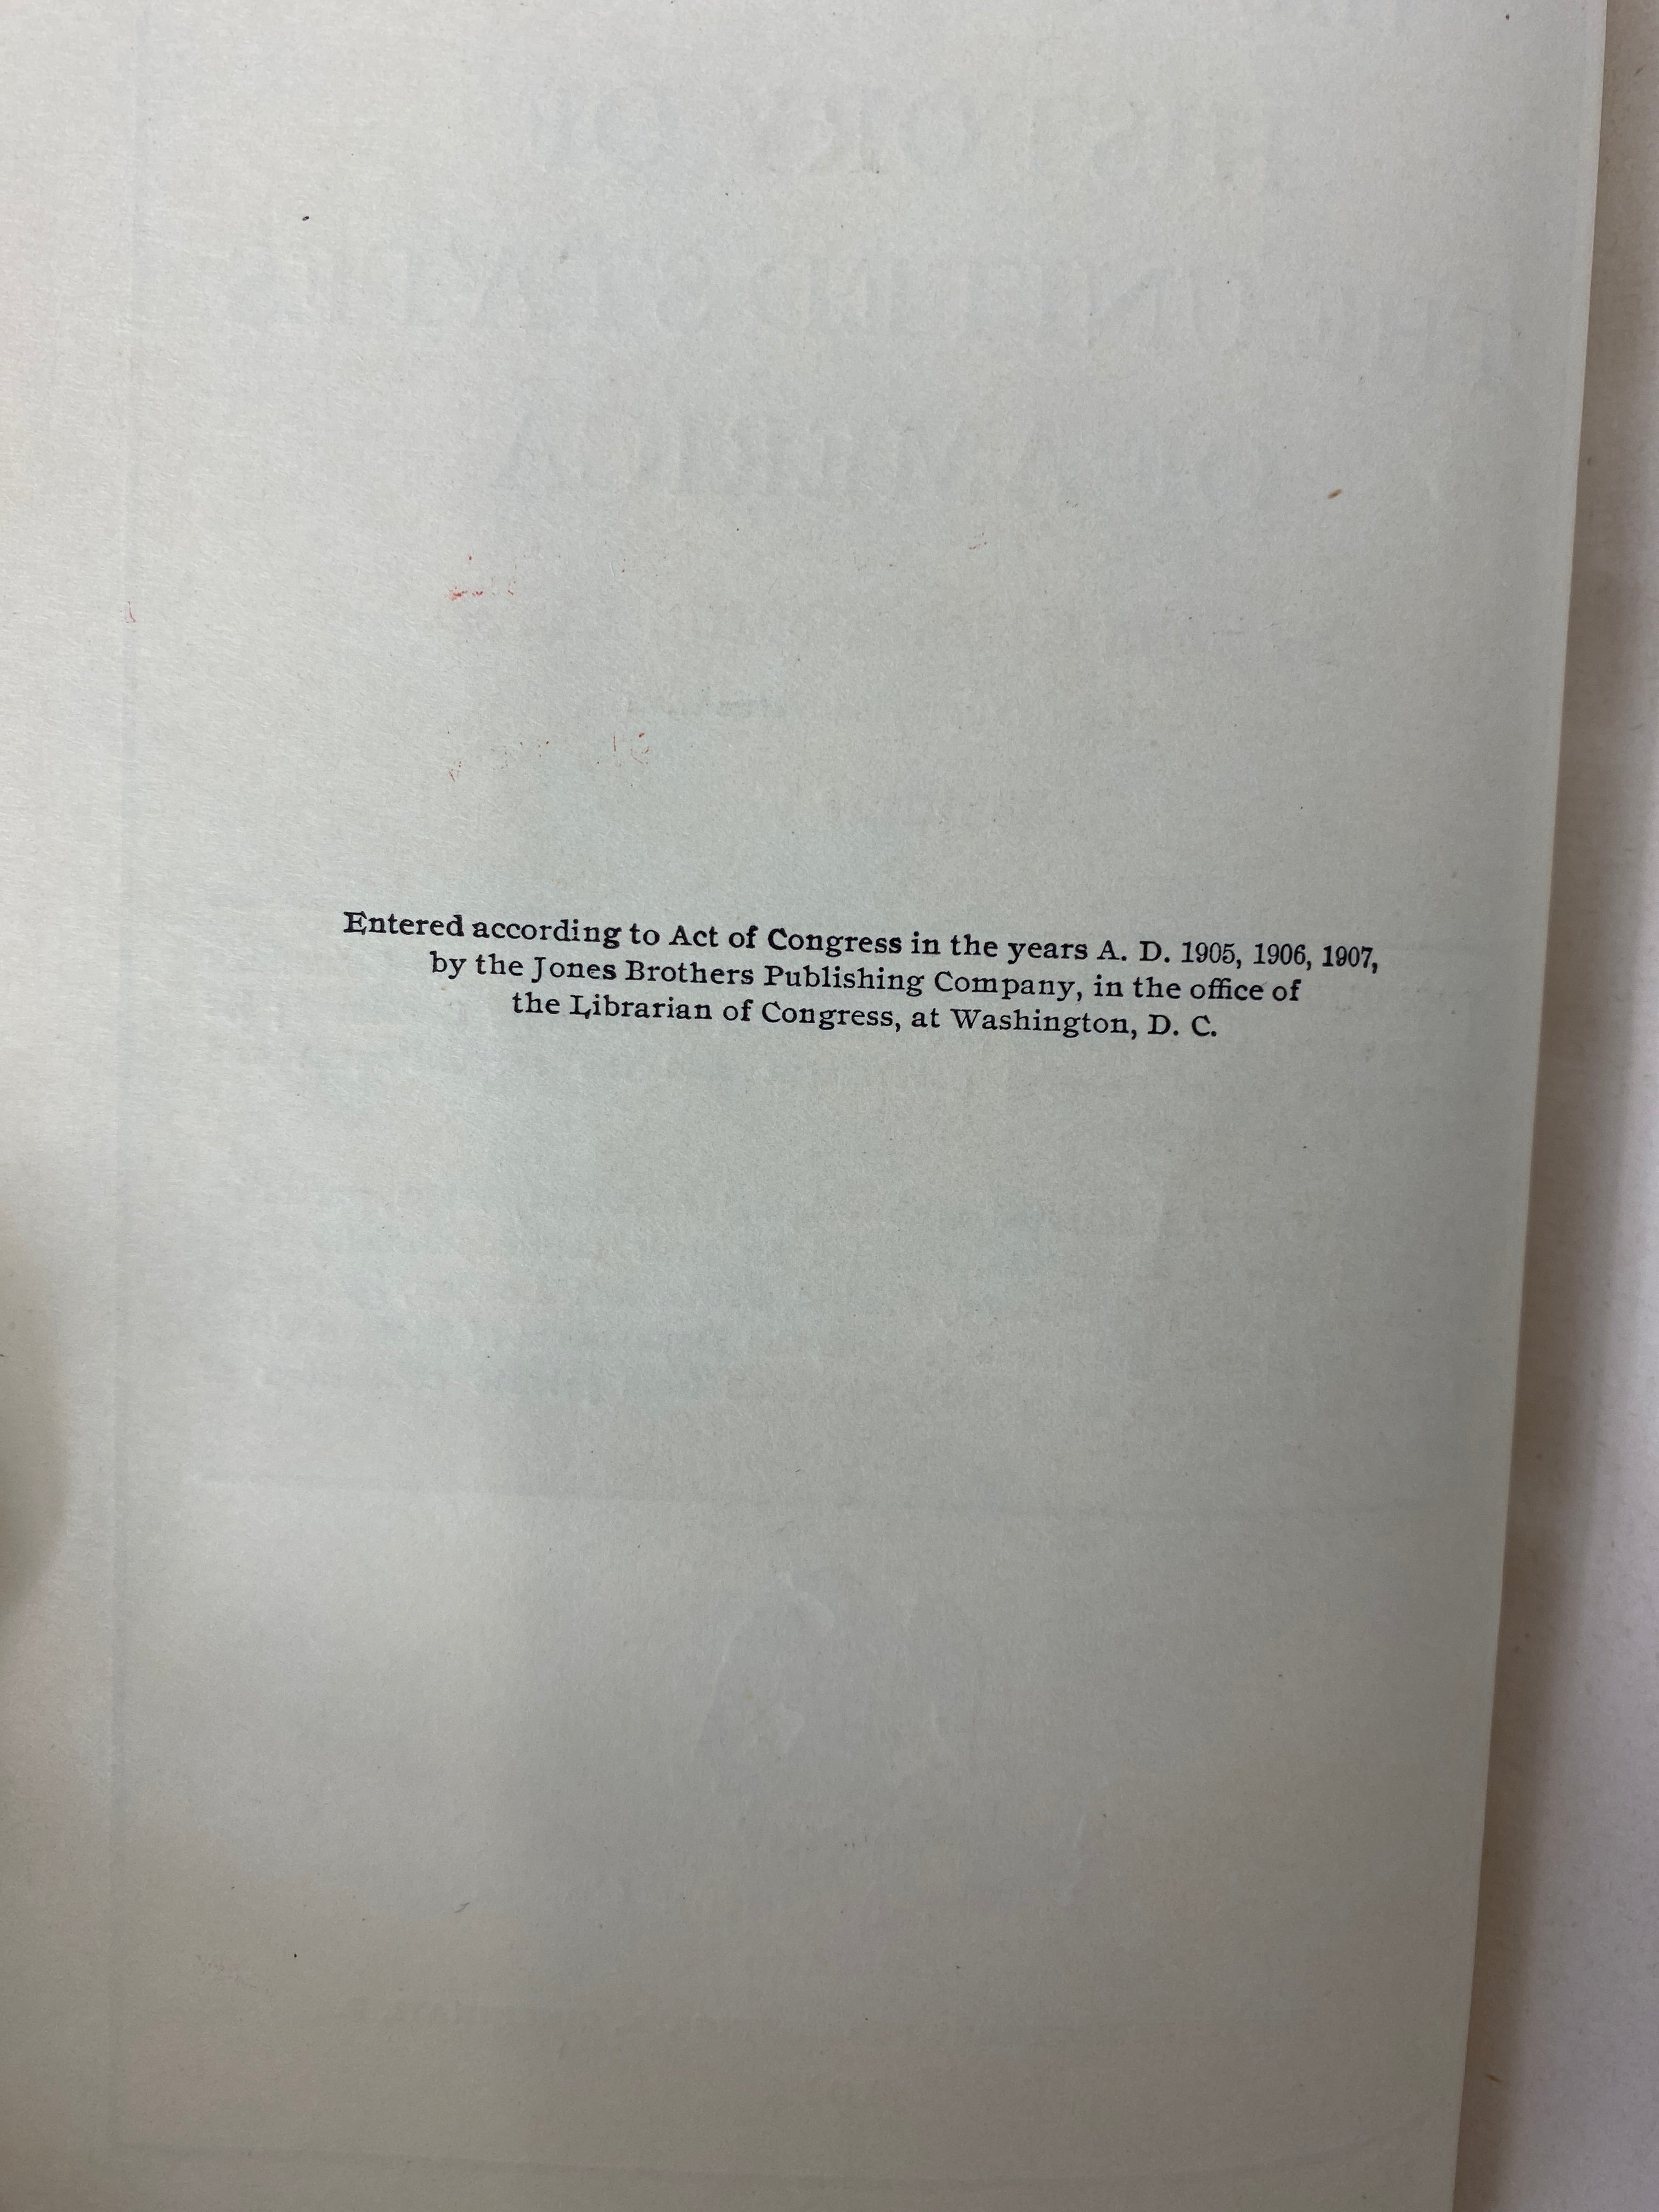 Entered according to Act of Congress in the years A. D. 1905, 1906, 1907,
by the Jones Brothers Publishing Company, in the office of
the Librarian of Congress, at Washington, D. C.